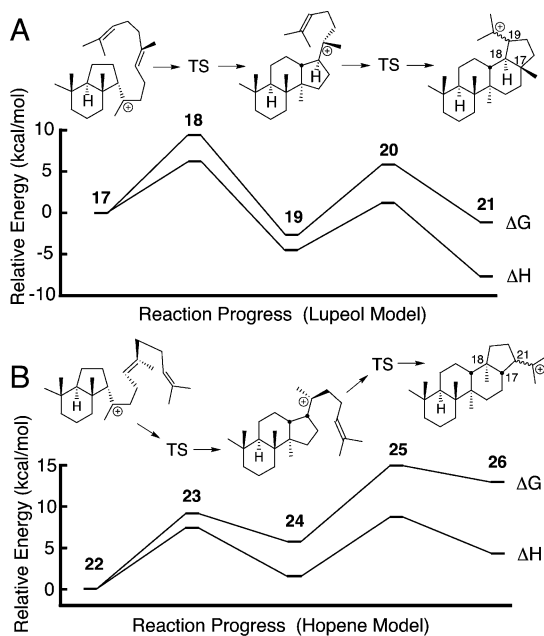 A
H
⊕
TS
H
⊕
TS
⊕
19
18
17
H
H
Relative Energy (kcal/mol)
10
5
0
-5
-10
17
18
19
20
21
ΔG
ΔH
Reaction Progress (Lupeol Model)
B
H
⊕
TS
⊕
H
TS
18
21
17
⊕
H
Relative Energy (kcal/mol)
15
10
5
0
22
23
24
25
26
ΔG
ΔH
Reaction Progress (Hopene Model)